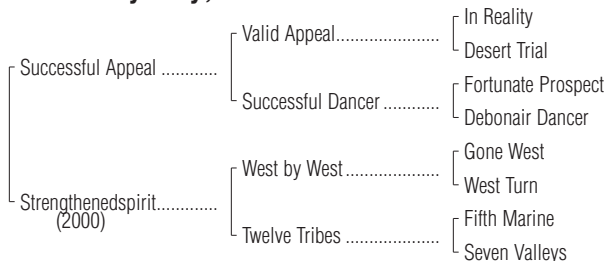 In Reality
Valid Appeal
Desert Trial
Successful Appeal
Fortunate Prospect
Successful Dancer
Debonair Dancer
Gone West
West by West
West Turn
Strengthenedspirit
(2000)
Fifth Marine
Twelve Tribes
Seven Valleys